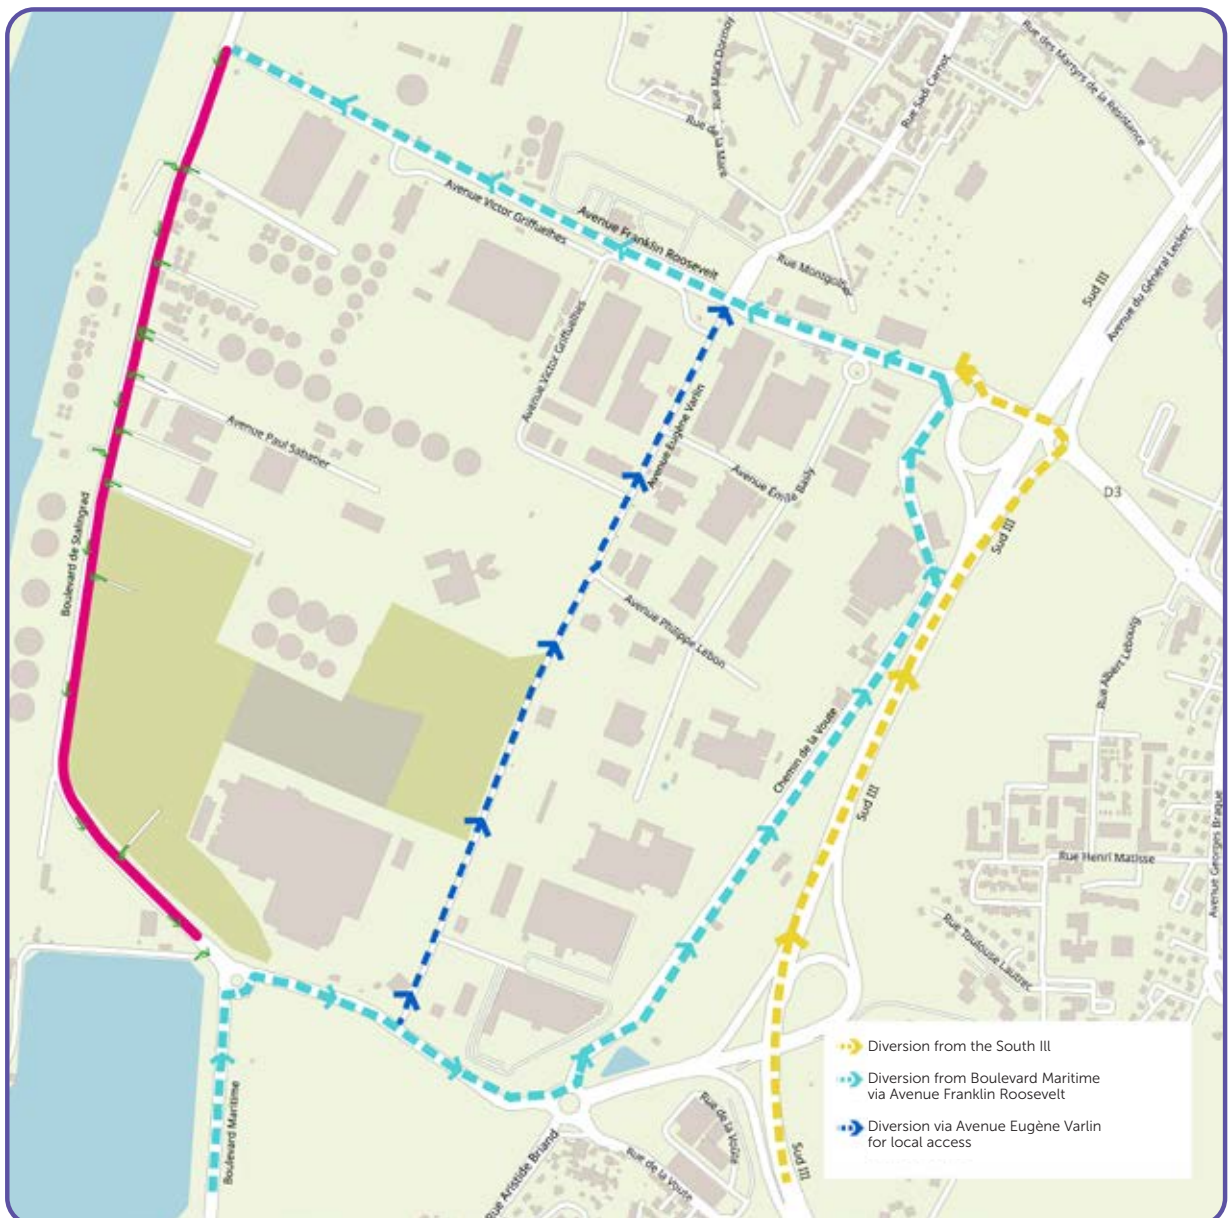 Rue Marx Dormoy
Rue Sadi Carnot
Rue des Martyrs de la Résistance
Rue de la Mare
Avenue Victor Griffuelhes
Avenue Franklin Roosevelt
Rue Montgolfier
Sud III
Avenue du Général Leclerc
Avenue Victor Griffuelhes
Avenue Eugène Varlin
Avenue Paul Sabatier
Avenue Émile Basly
D3
Boulevard de Stalingrad
Sud III
Avenue Philippe Lebon
Rue Albert Lebourg
Chemin de la Voute
Sud III
Rue Henri Matisse
Avenue Georges Braque
Rue Toulouse Lautrec
Diversion from the South III
Diversion from Boulevard Maritime
via Avenue Franklin Roosevelt
Diversion via Avenue Eugène Varlin
for local access
Boulevard Maritime
Rue de la Voûte
Rue Aristide Briand
Rue de la Voute
Sud III